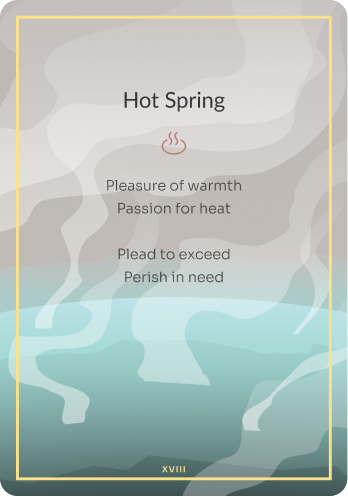 Hot Spring
Pleasure of warmth
Passion for heat
Plead to exceed
Perish in need
XVIII